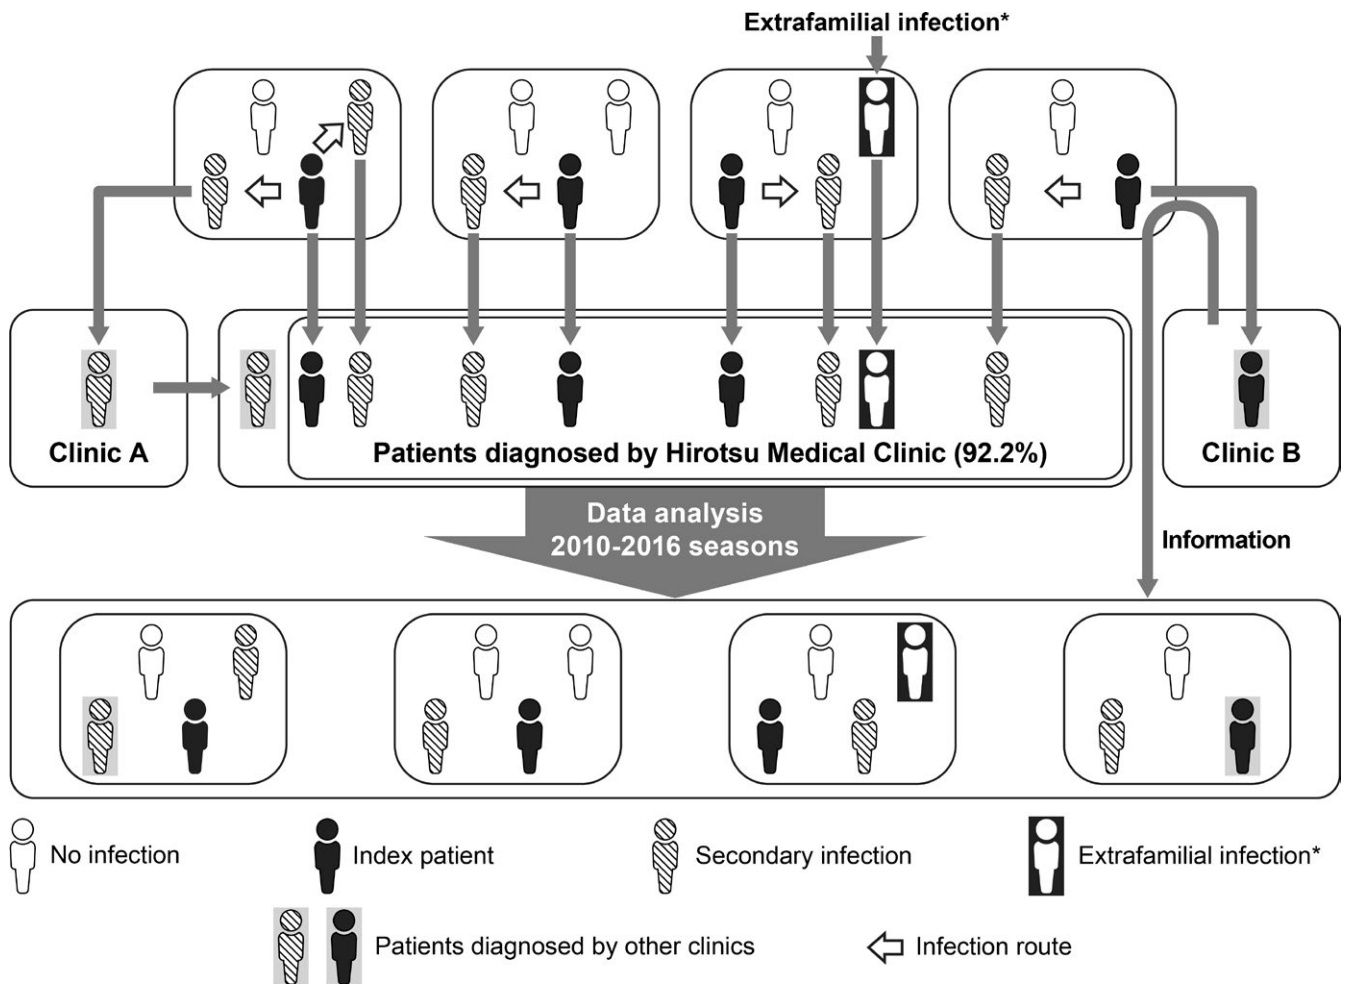 Extrafamilial infection*
Clinic A
Patients diagnosed by Hirotsu Medical Clinic (92.2%)
Clinic B
Data analysis
2010-2016 seasons
Information
No infection
Index patient
Secondary infection
Extrafamilial infection*
Patients diagnosed by other clinics
Infection route